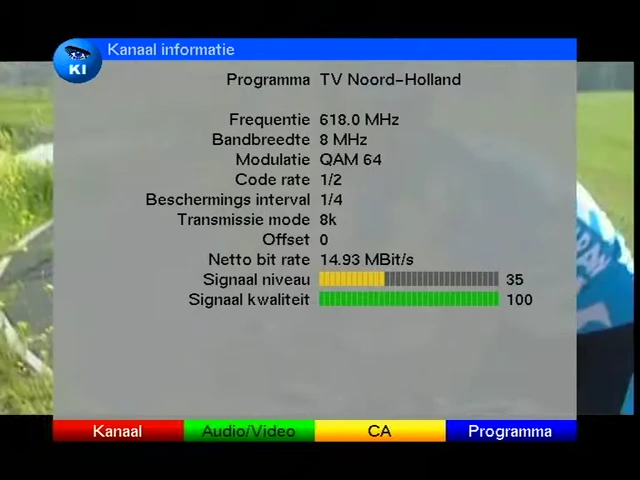 KI
Kanaal informatie
Programma TV Noord-Holland
Frequentie 618.0 MHz
Bandbreedte 8 MHz
Modulatie QAM 64
Code rate 1/2
Beschermings interval 1/4
Transmissie mode 8k
Offset 0
Netto bit rate 14.93 MBit/s
Signaal niveau 35
Signaal kwaliteit 100
Kanaal Audio/Video CA Programma